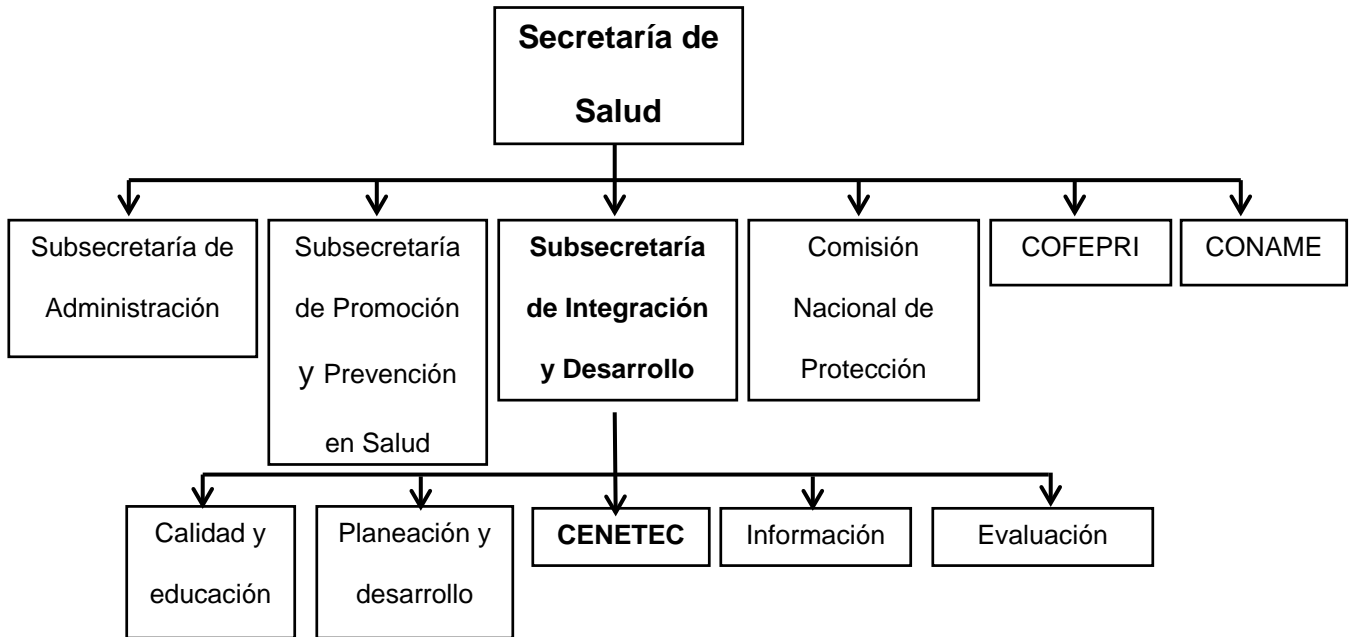 Secretaría de
Salud
Subsecretaría de
Administración
Subsecretaría
de Promoción
y Prevención
en Salud
Subsecretaría
de Integración
y Desarrollo
Comisión
Nacional de
Protección
COFEPRI
CONAME
Calidad y
educación
Planeación y
desarrollo
CENETEC
Información
Evaluación